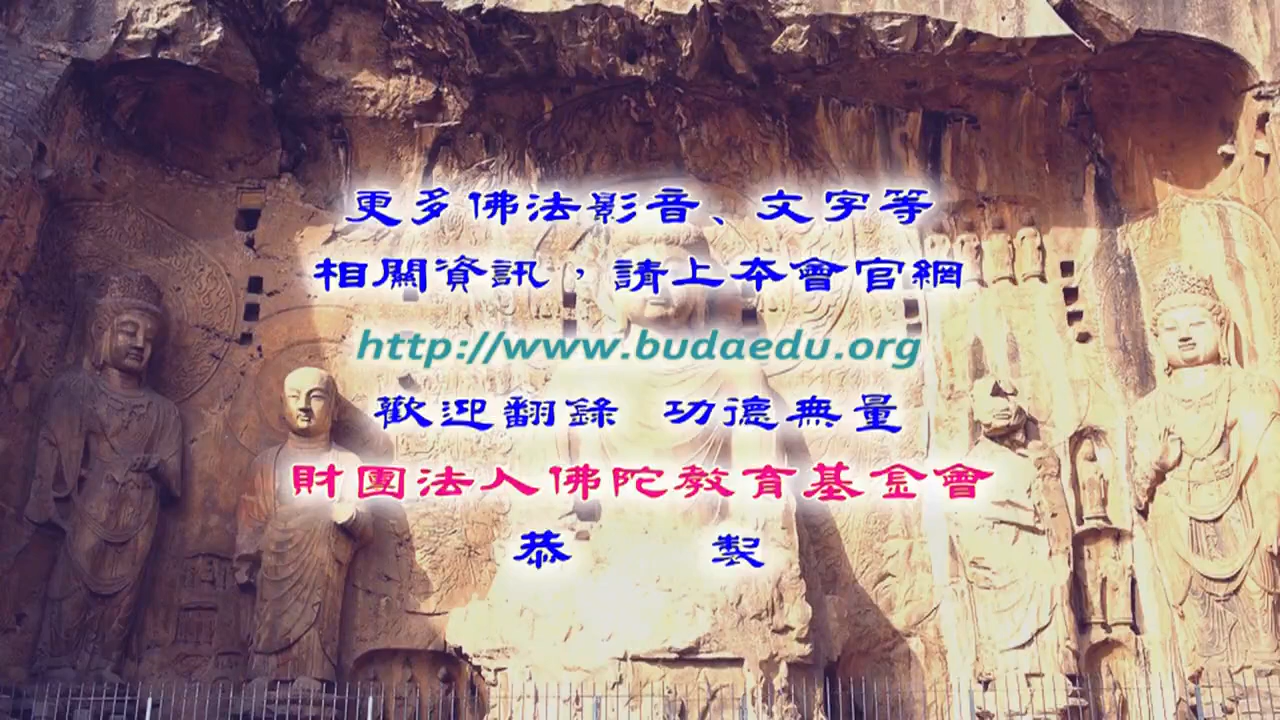 更多佛法影音、文字等
相關資訊，請上本會官網
http://www.budaedu.org
歡迎翻錄 功德無量
財團法人佛陀教育基金會
恭 製